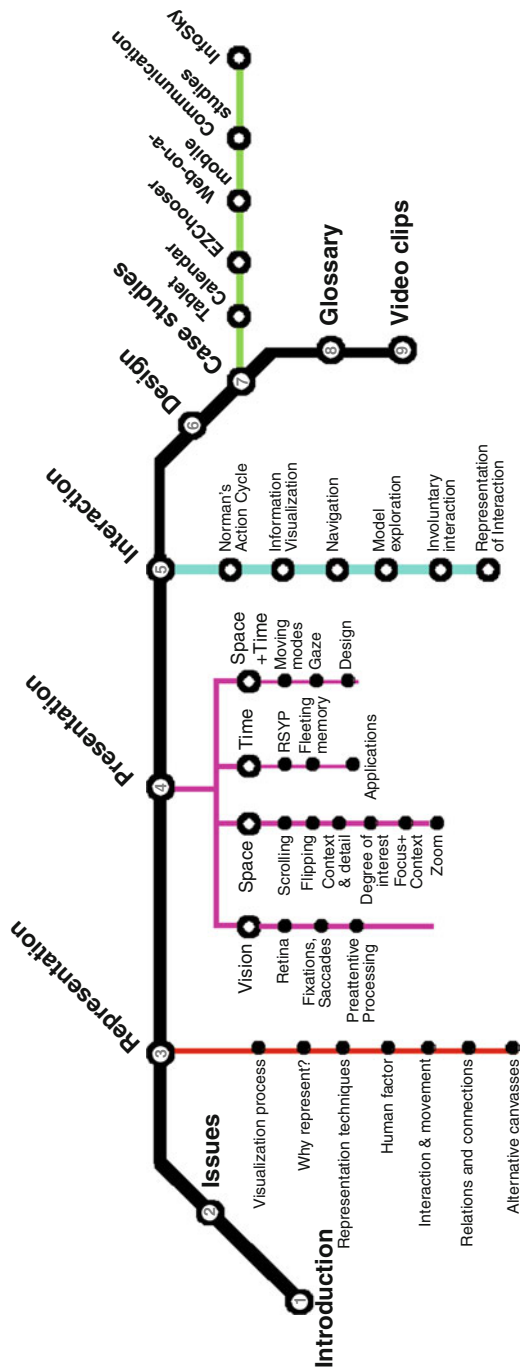 1
Introduction
2
Issues
3
Representation
Visualization process
Why represent?
Representation techniques
Human factor
Interaction & movement
Relations and connections
Alternative canvasses
4
Presentation
Vision
Retina
Fixations,
Saccades
Preattentive
Processing
Space
Scrolling
Flipping
Context
& detail
Degree of
interest
Focus+
Context
Zoom
Time
RSYP
Fleeting
memory
Applications
Space
+Time
Moving
modes
Gaze
Design
5
Interaction
Norman's
Action Cycle
Information
Visualization
Navigation
Model
exploration
Involuntary
interaction
Representation
of Interaction
6
Design
7
Case studies
Tablet
Calendar
EZChooser
Web-on-a-
mobile
Communication
studies
InfoSky
8
Glossary
9
Video clips